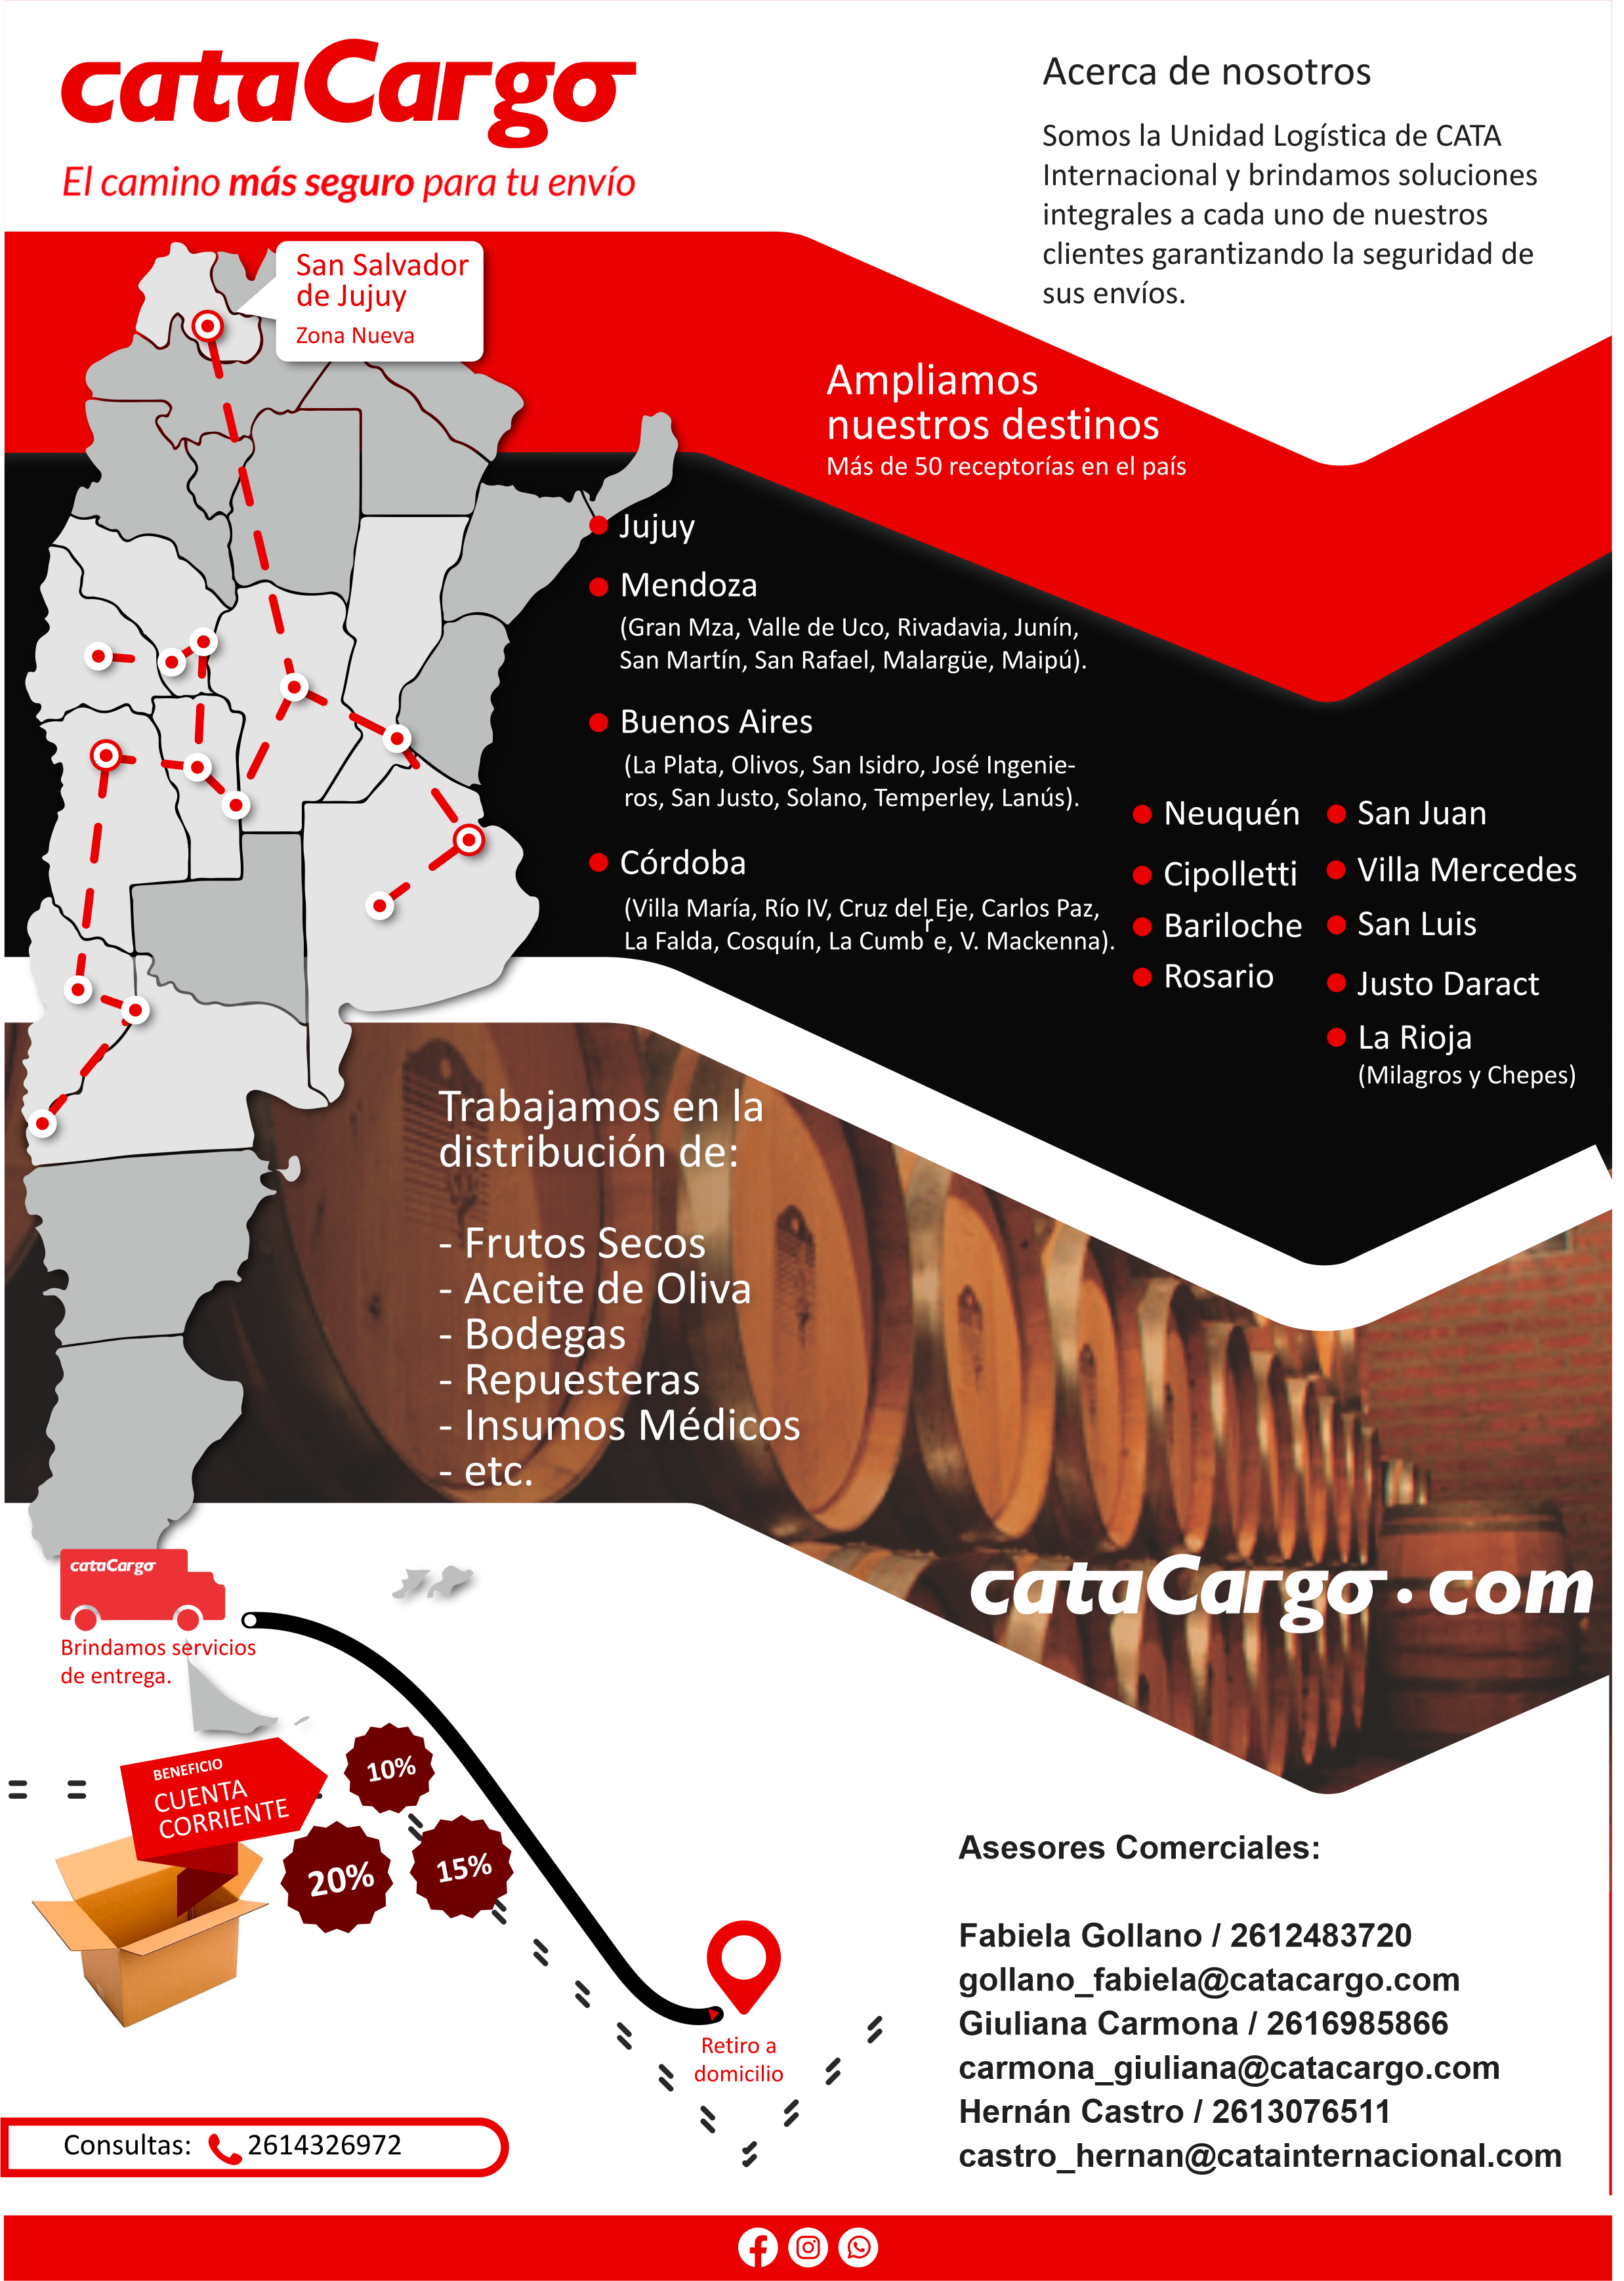 cataCargo
El camino más seguro para tu envío
Acerca de nosotros
Somos la Unidad Logística de CATA
Internacional y brindamos soluciones
integrales a cada uno de nuestros
clientes garantizando la seguridad de
sus envíos.
San Salvador
de Jujuy
Zona Nueva
Ampliamos
nuestros destinos
Más de 50 receptorías en el país
Jujuy
Mendoza
(Gran Mza, Valle de Uco, Rivadavia, Junín,
San Martín, San Rafael, Malargüe, Maipú).
Buenos Aires
(La Plata, Olivos, San Isidro, José Ingenie-
ros, San Justo, Solano, Temperley, Lanús).
Córdoba
(Villa María, Río IV, Cruz del Eje, Carlos Paz,
La Falda, Cosquín, La Cumbre, V. Mackenna).
Neuquén
Cipolletti
Bariloche
Rosario
San Juan
Villa Mercedes
San Luis
Justo Daract
La Rioja
(Milagros y Chepes)
Trabajamos en la
distribución de:
- Frutos Secos
- Aceite de Oliva
- Bodegas
- Repuesteras
- Insumos Médicos
- etc.
cataCargo.com
cataCargo
Brindamos servicios
de entrega.
BENEFICIO
CUENTA
CORRIENTE
10%
20%
15%
Retiro a
domicilio
Consultas: 2614326972
Asesores Comerciales:
Fabiela Gollano / 2612483720
gollano_fabiela@catacargo.com
Giuliana Carmona / 2616985866
carmona_giuliana@catacargo.com
Hernán Castro / 2613076511
castro_hernan@catainternacional.com